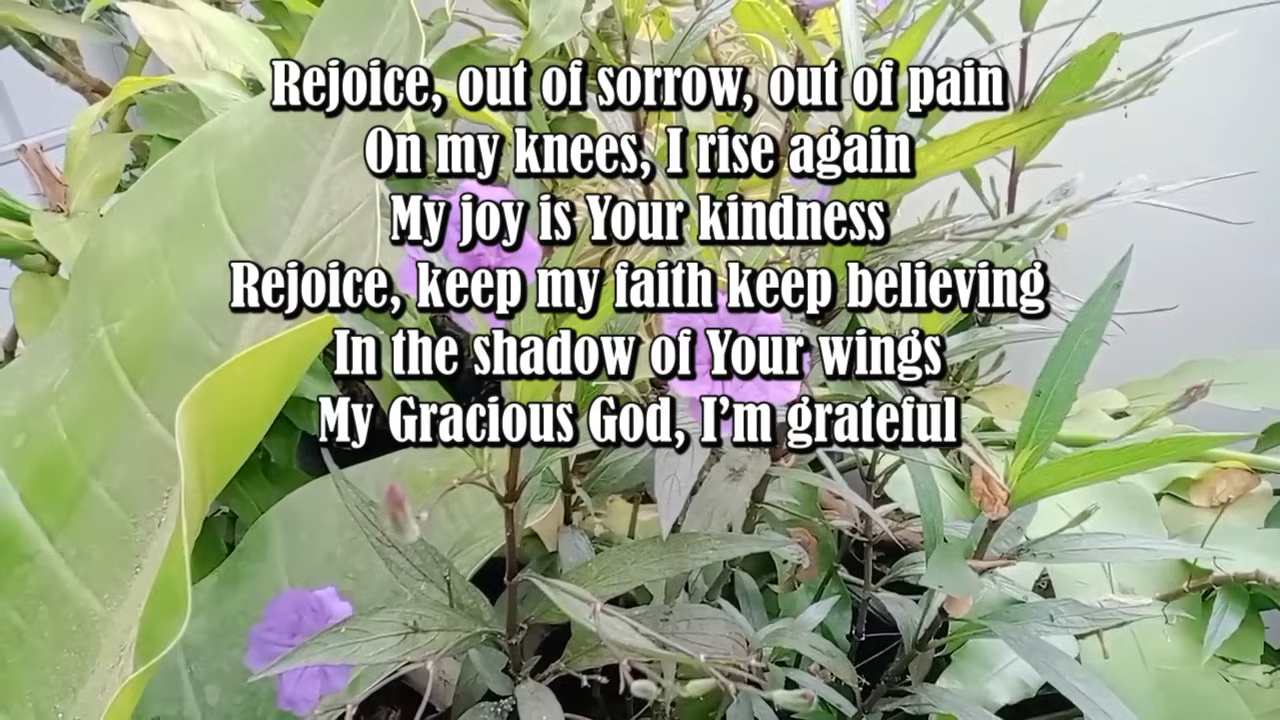 Rejoice, out of sorrow, out of pain
On my knees, I rise again
My joy is Your kindness
Rejoice, keep my faith keep believing
In the shadow of Your wings
My Gracious God, I’m grateful